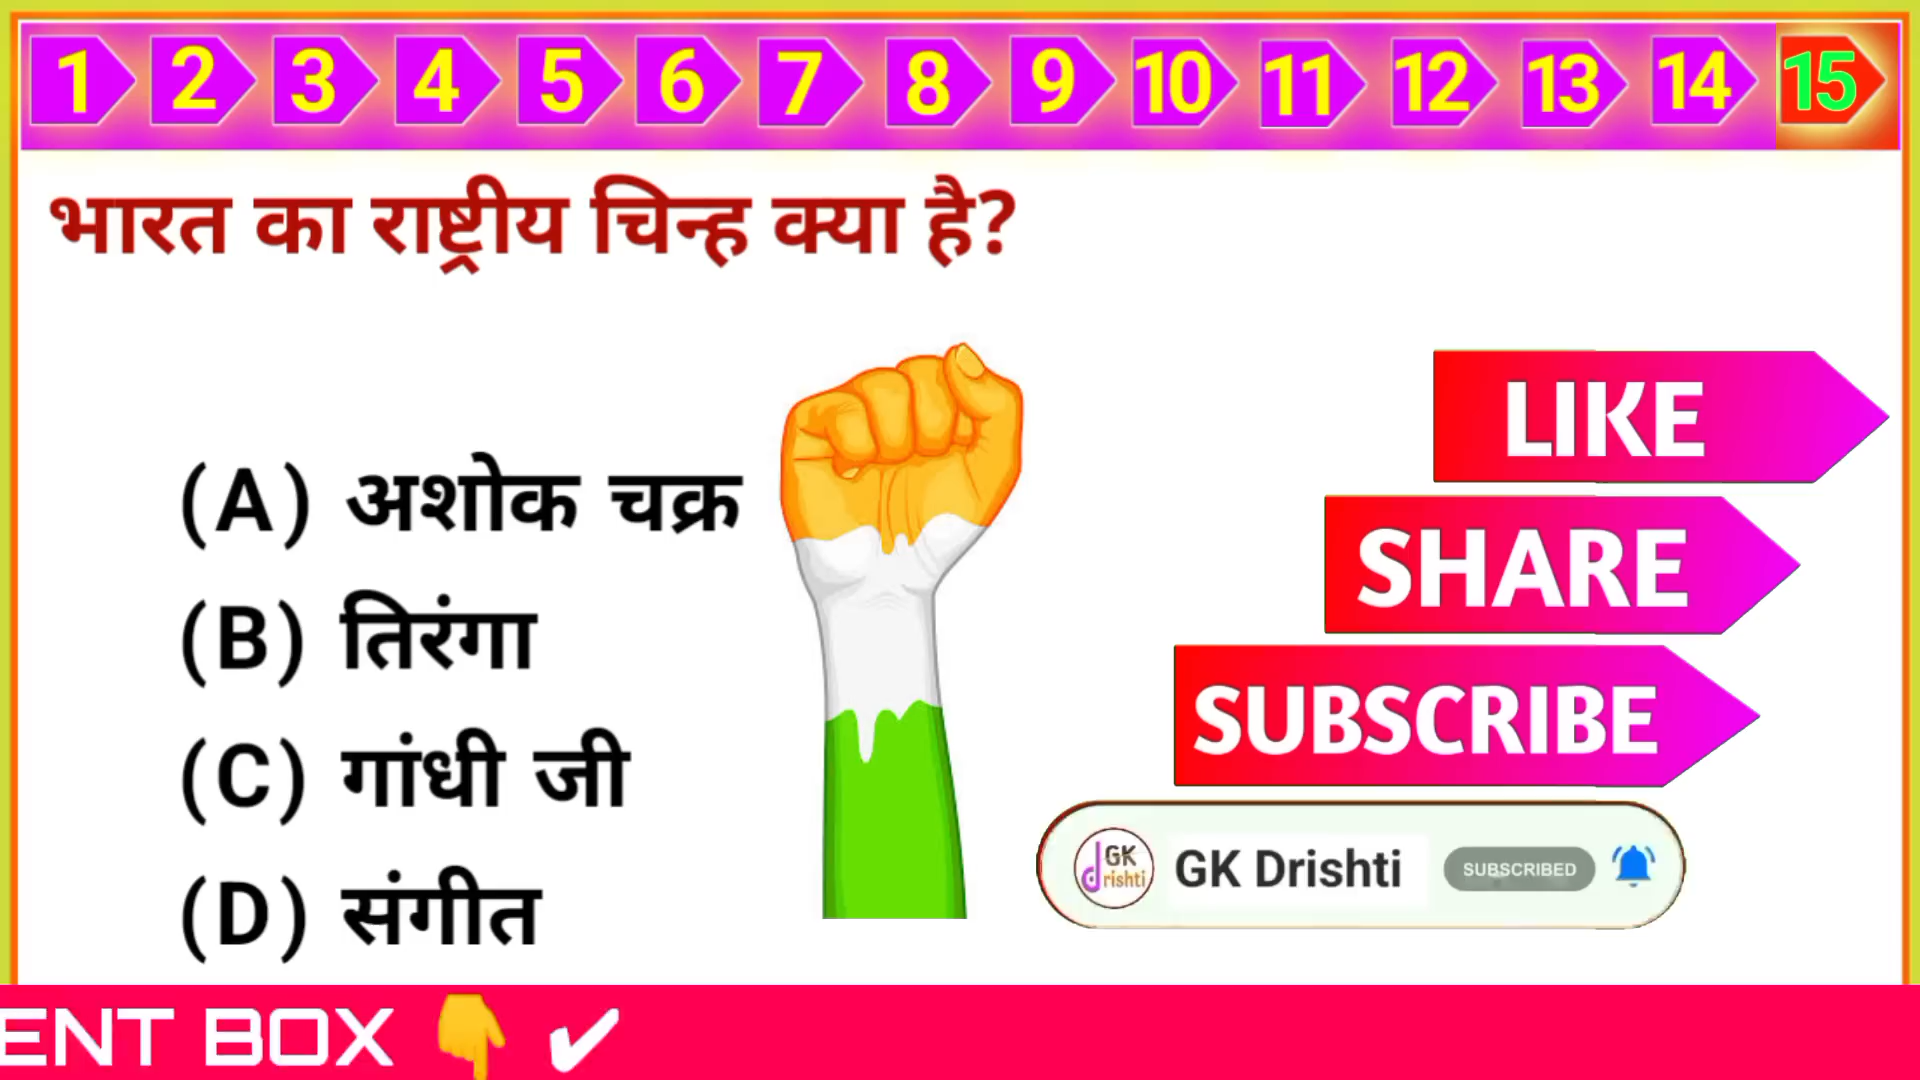 1 2 3 4 5 6 7 8 9 10 11 12 13 14 15
भारत का राष्ट्रीय चिन्ह क्या है?
(A) अशोक चक्र
(B) तिरंगा
(C) गांधी जी
(D) संगीत
LIKE
SHARE
SUBSCRIBE
GK
drishti
GK Drishti
SUBSCRIBED
ENT BOX 👇 ✔